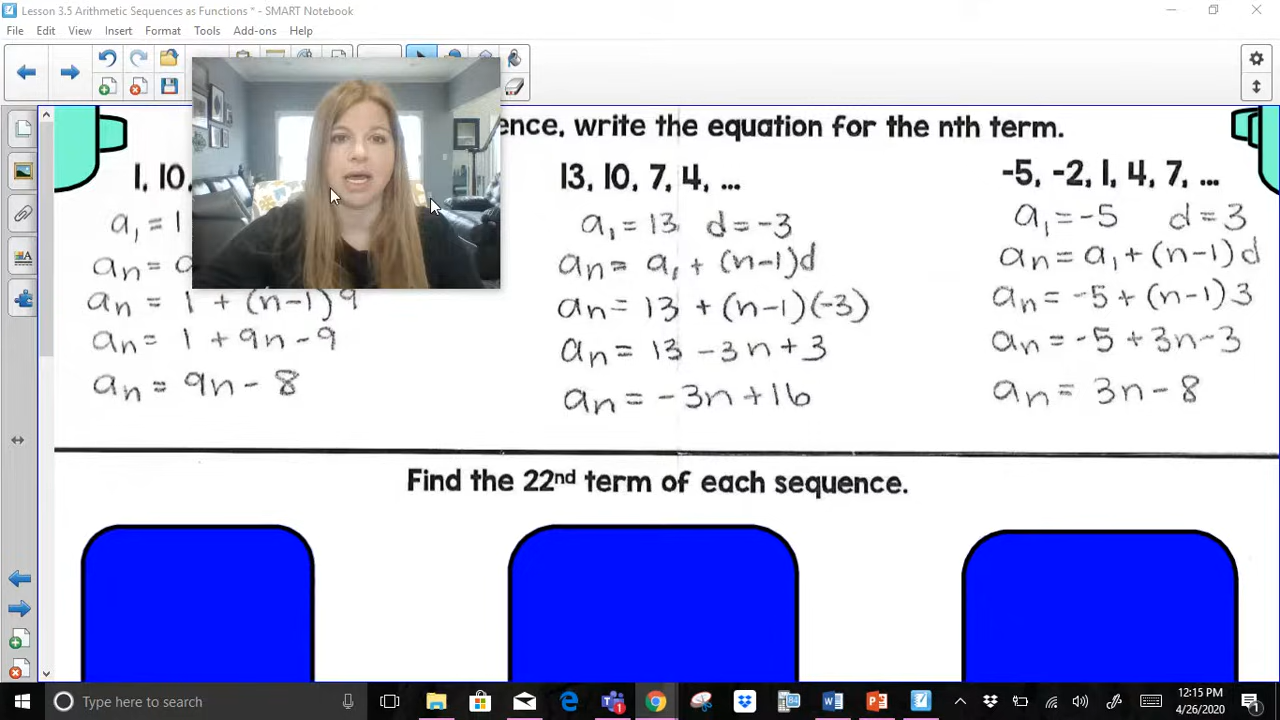 Lesson 3.5 Arithmetic Sequences as Functions * - SMART Notebook
File Edit View Insert Format Tools Add-ons Help
ence, write the equation for the nth term.
1, 10,
a₁ = 1
an = a
an = 1 + (n-1)9
an = 1 + 9n - 9
an = 9n - 8
13, 10, 7, 4, ...
a₁ = 13 d = -3
an = a₁ + (n-1)d
an = 13 + (n-1)(-3)
an = 13 - 3n + 3
an = -3n + 16
-5, -2, 1, 4, 7, ...
a₁ = -5 d = 3
an = a₁ + (n-1)d
an = -5 + (n-1)3
an = -5 + 3n - 3
an = 3n - 8
Find the 22nd term of each sequence.
Type here to search
12:15 PM
4/26/2020